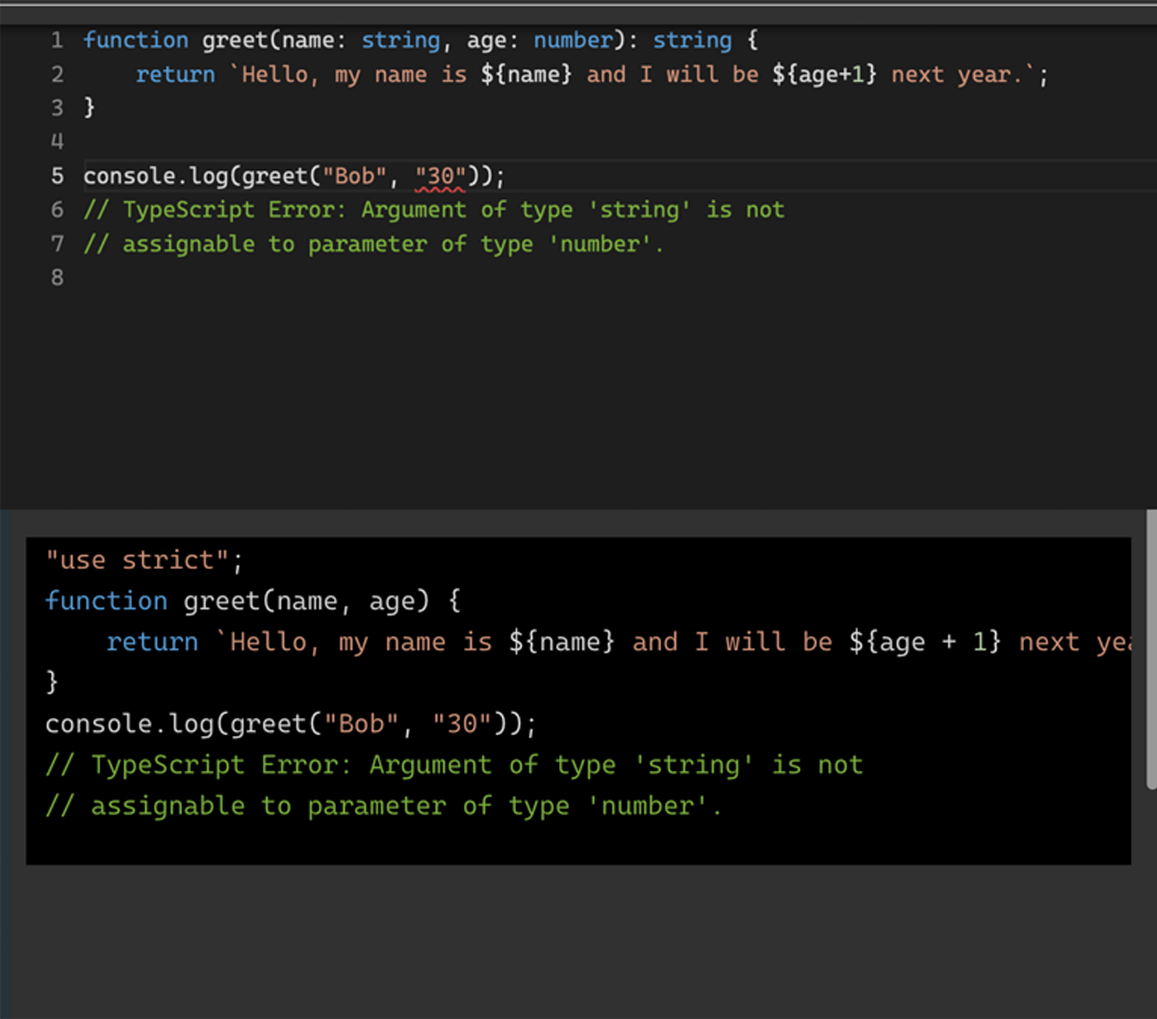 1 function greet(name: string, age: number): string {
2     return `Hello, my name is ${name} and I will be ${age+1} next year.`;
3 }
4
5 console.log(greet("Bob", "30"));
6 // TypeScript Error: Argument of type 'string' is not
7 // assignable to parameter of type 'number'.
8
"use strict";
function greet(name, age) {
    return `Hello, my name is ${name} and I will be ${age + 1} next
}
console.log(greet("Bob", "30"));
// TypeScript Error: Argument of type 'string' is not
// assignable to parameter of type 'number'.